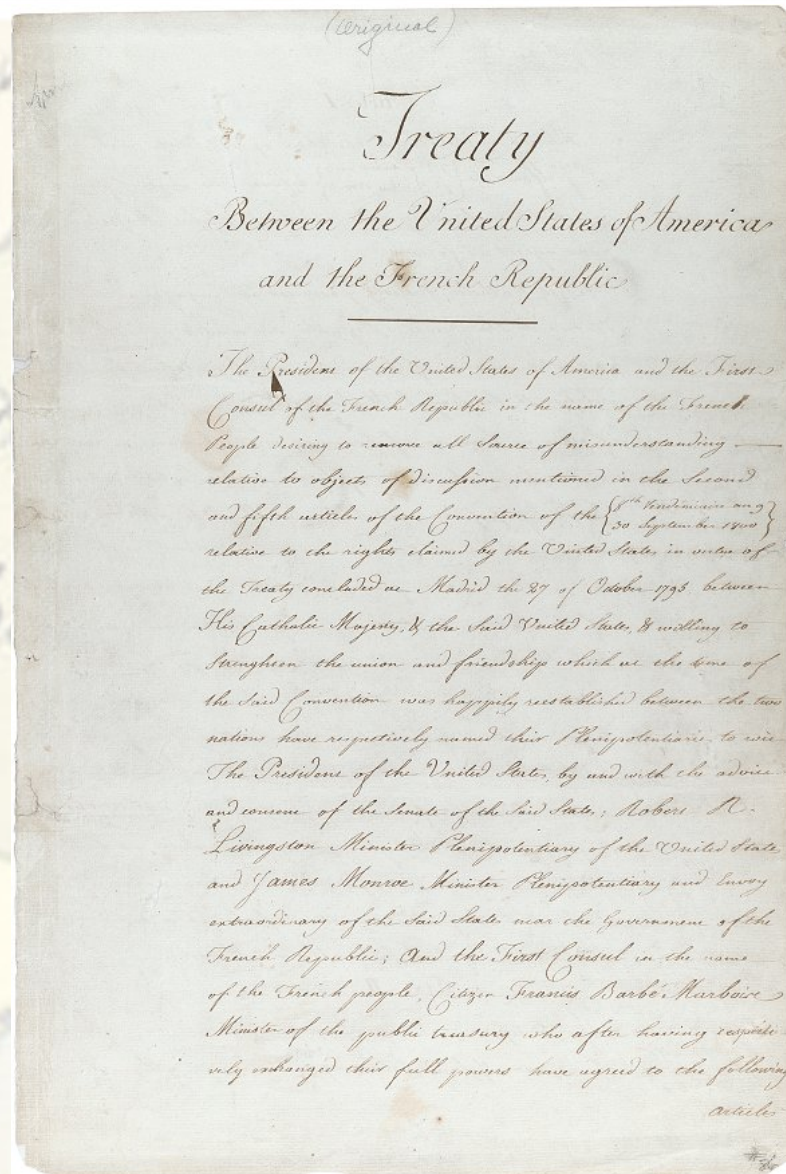 (Original)
Treaty
Between the United States of America
and the French Republic
The President of the United States of America and the First
Consul of the French Republic in the name of the French
People desiring to remove all Source of misunderstanding
relative to objects of discussion mentioned in the Second
and fifth articles of the Convention of the {8th Vendémiaire an 9
30 September 1800}
relative to the rights claimed by the United States in virtue of
the Treaty concluded at Madrid the 27 of October 1795, between
His Catholic Majesty, & the Said United States, & willing to
Strengthen the union and friendship which at the time of
the Said Convention was happily reestablished between the two
nations have respectively named their Plenipotentiaries to wit
The President of the United States, by and with the advice
and consent of the Senate of the Said States; Robert R.
Livingston Minister Plenipotentiary of the United States
and James Monroe Minister Plenipotentiary and Envoy
extraordinary of the Said States near the Government of the
French Republic; And the First Consul in the name
of the French people, Citizen Francis Barbé Marbois
Minister of the public treasury who after having respecti-
vely exchanged their full powers have agreed to the following
articles